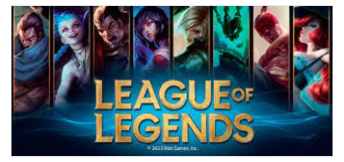 LEAGUE OF
LEGENDS
© 2023 Riot Games, Inc.